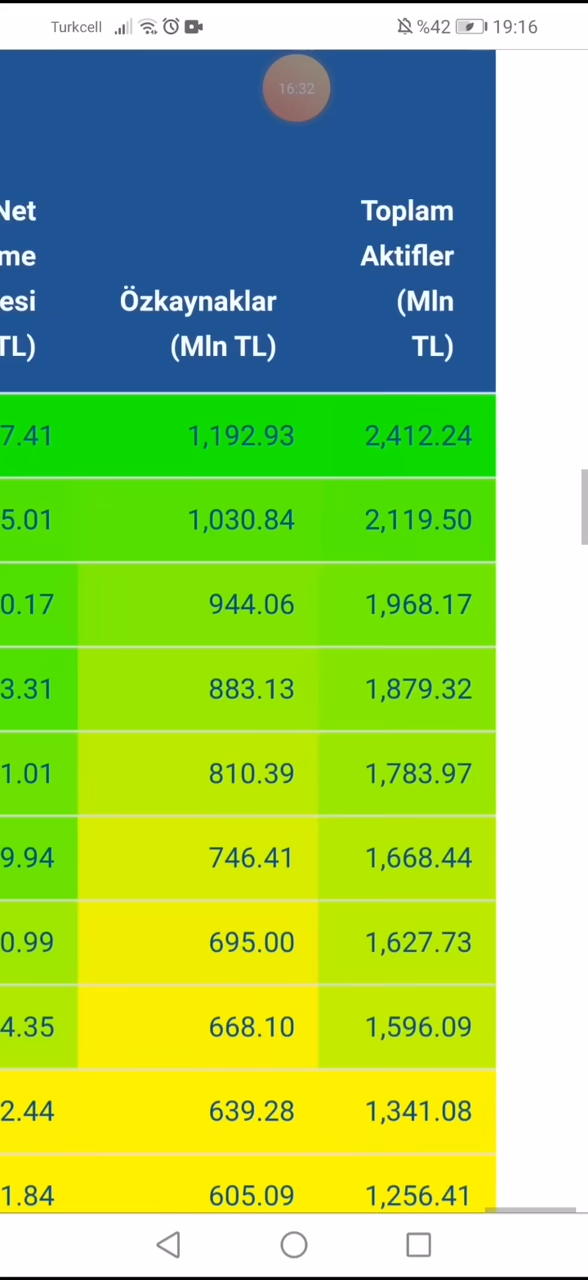 Turkcell %42 19:16
16:32
Net Toplam
me Aktifler
esi Özkaynaklar (Mln
TL) (Mln TL) TL)
7.41 1,192.93 2,412.24
5.01 1,030.84 2,119.50
0.17 944.06 1,968.17
3.31 883.13 1,879.32
1.01 810.39 1,783.97
9.94 746.41 1,668.44
0.99 695.00 1,627.73
4.35 668.10 1,596.09
2.44 639.28 1,341.08
1.84 605.09 1,256.41